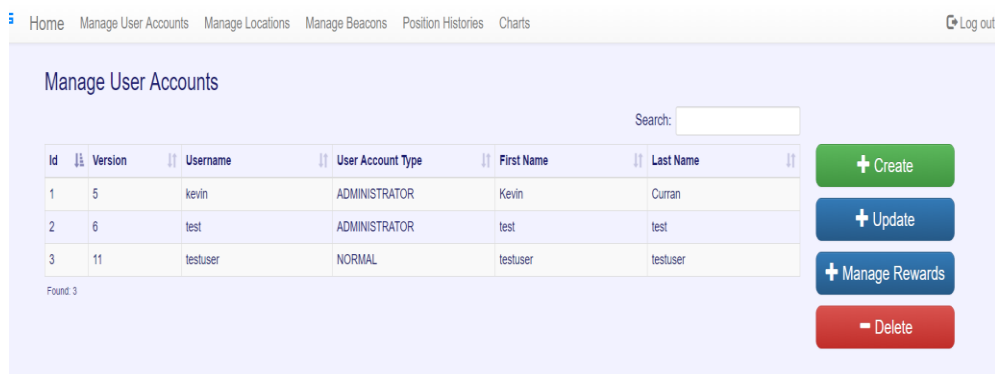 Home Manage User Accounts Manage Locations Manage Beacons Position Histories Charts Log out
Manage User Accounts
Search:
Id Version Username User Account Type First Name Last Name
1 5 kevin ADMINISTRATOR Kevin Curran
2 6 test ADMINISTRATOR test test
3 11 testuser NORMAL testuser testuser
Found: 3
Create
Update
Manage Rewards
Delete